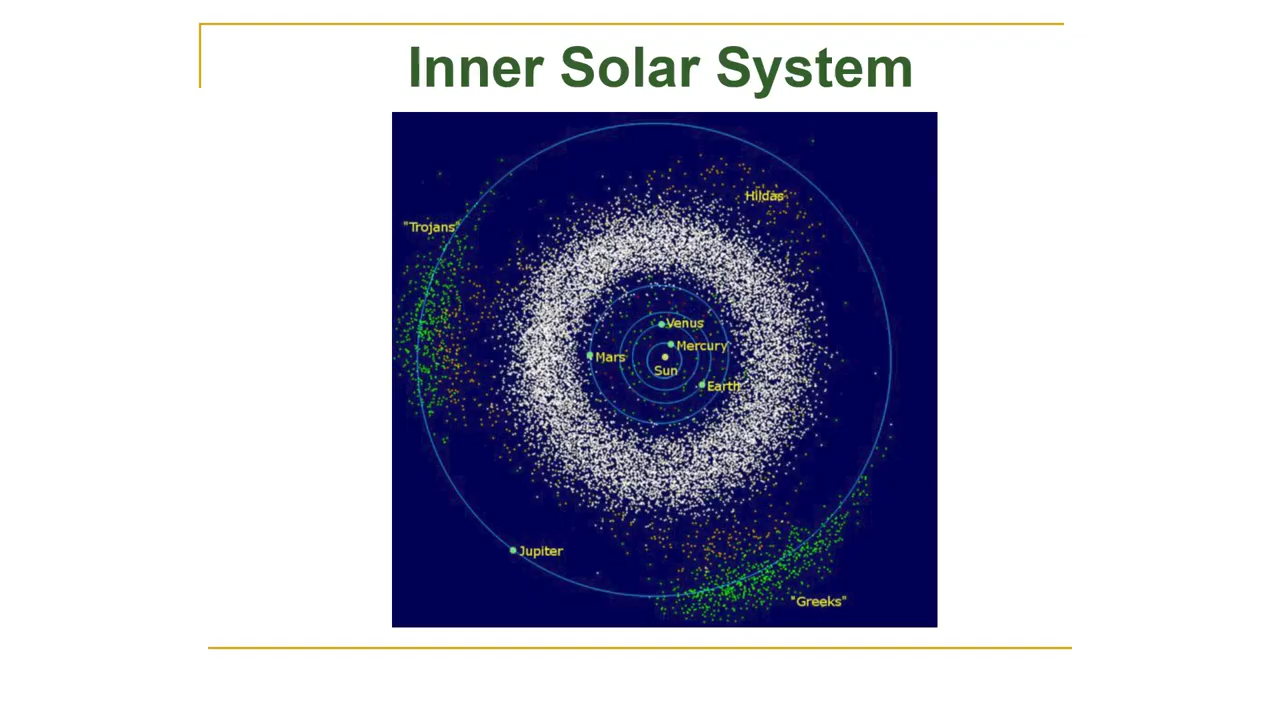 Inner Solar System
Hildas
"Trojans"
Venus
Mercury
Mars
Sun
Earth
Jupiter
"Greeks"